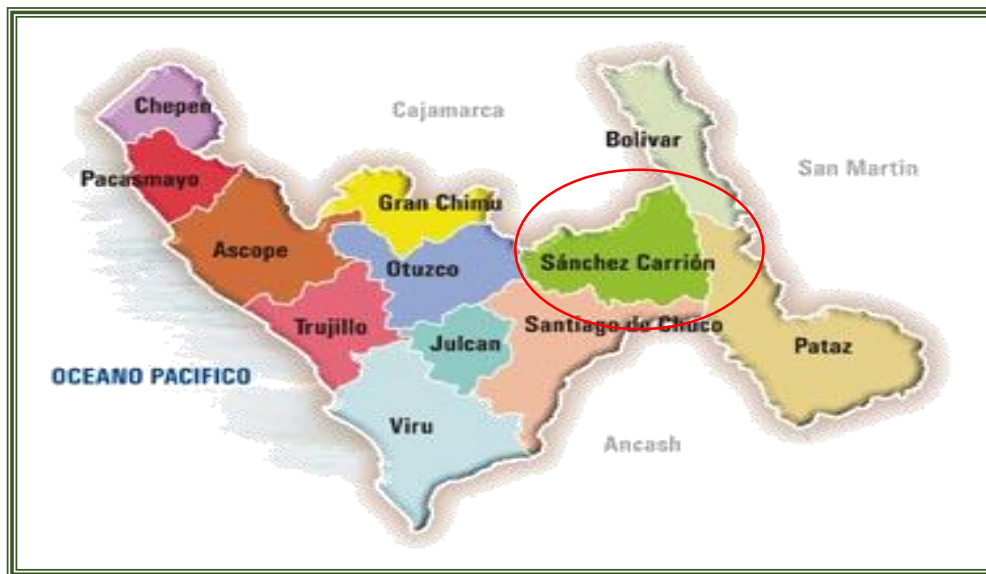 Chepen
Cajamarca
Bolivar
San Martin
Pacasmayo
Gran Chimu
Ascope
Otuzco
Sánchez Carrión
Trujillo
Santiago de Chuco
Julcan
Pataz
OCEANO PACIFICO
Viru
Ancash